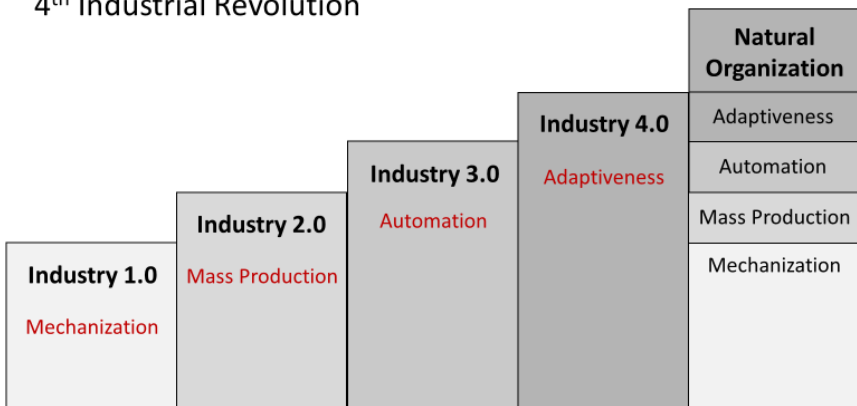 4th Industrial Revolution
Industry 1.0
Mechanization
Industry 2.0
Mass Production
Industry 3.0
Automation
Industry 4.0
Adaptiveness
Natural
Organization
Adaptiveness
Automation
Mass Production
Mechanization